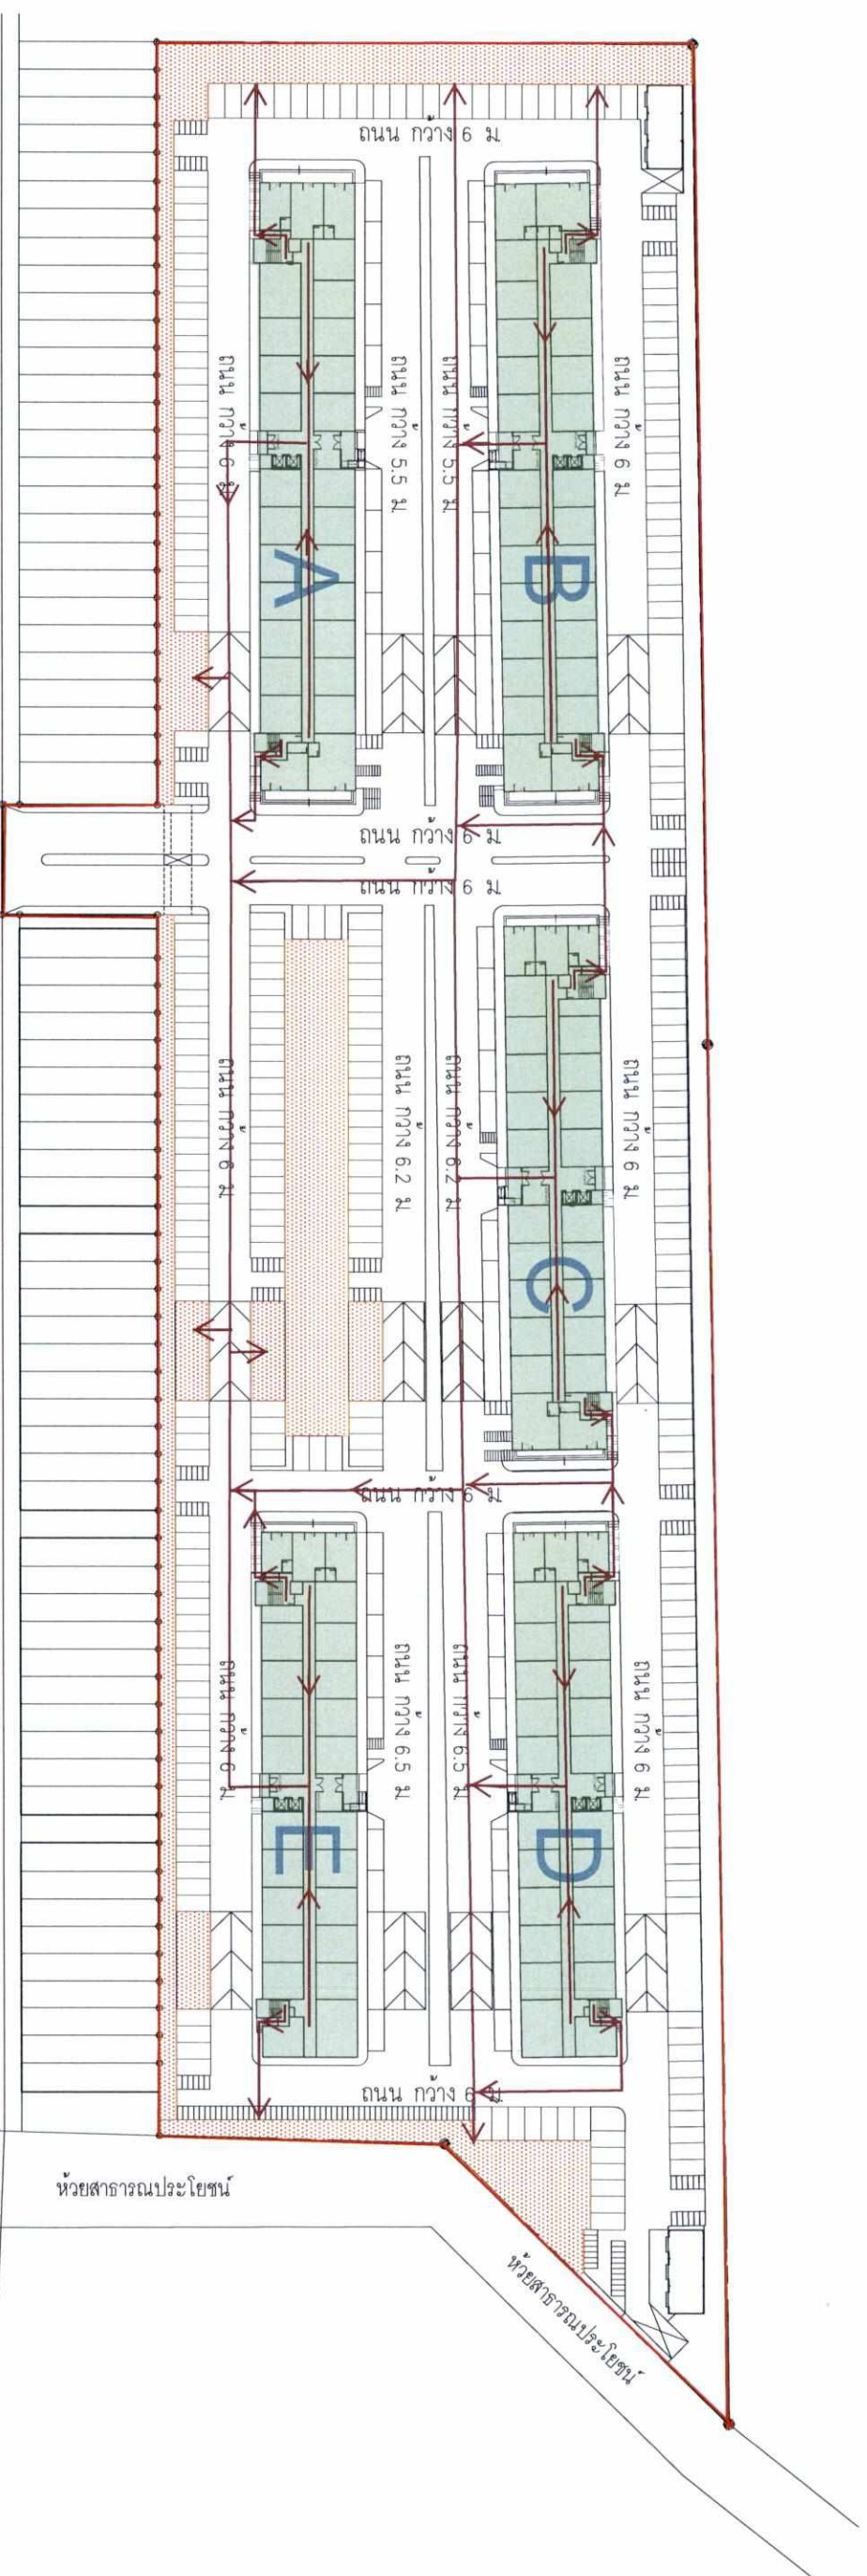 ถนน กว้าง 6 ม.
ถนน กว้าง 6 ม.
ถนน กว้าง 5.5 ม.
ถนน กว้าง 5.5 ม.
ถนน กว้าง 6 ม.
A
B
ถนน กว้าง 6 ม.
ถนน กว้าง 6 ม.
ถนน กว้าง 6 ม.
ถนน กว้าง 6.2 ม.
ถนน กว้าง 6.2 ม.
ถนน กว้าง 6 ม.
C
ถนน กว้าง 6 ม.
ถนน กว้าง 6 ม.
ถนน กว้าง 6.5 ม.
ถนน กว้าง 6.5 ม.
ถนน กว้าง 6 ม.
E
D
ถนน กว้าง 6 ม.
ห้วยสาธารณประโยชน์
ห้วยสาธารณประโยชน์